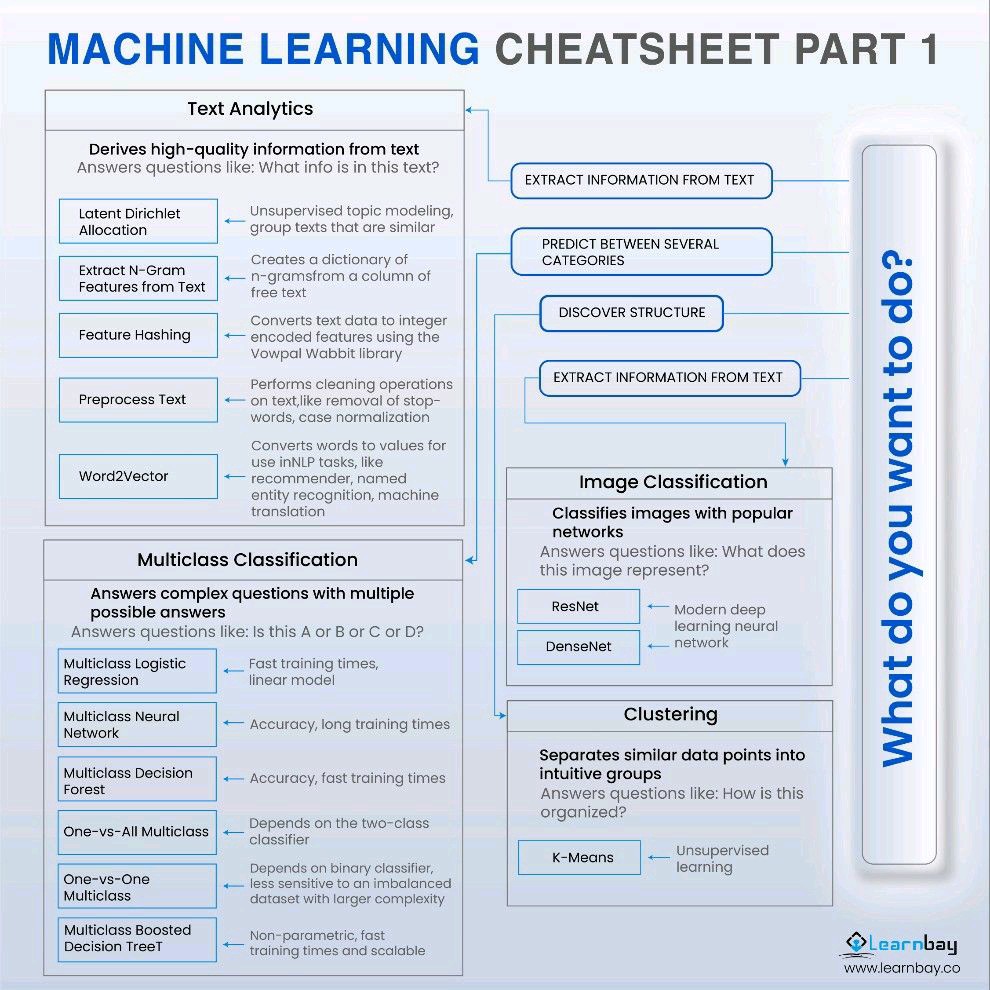 MACHINE LEARNING CHEATSHEET PART 1
Text Analytics
Derives high-quality information from text
Answers questions like: What info is in this text?
Latent Dirichlet
Allocation
Unsupervised topic modeling,
group texts that are similar
Extract N-Gram
Features from Text
Creates a dictionary of
n-gramsfrom a column of
free text
Feature Hashing
Converts text data to integer
encoded features using the
Vowpal Wabbit library
Preprocess Text
Performs cleaning operations
on text,like removal of stop-
words, case normalization
Word2Vector
Converts words to values for
use inNLP tasks, like
recommender, named
entity recognition, machine
translation
Multiclass Classification
Answers complex questions with multiple
possible answers
Answers questions like: Is this A or B or C or D?
Multiclass Logistic
Regression
Fast training times,
linear model
Multiclass Neural
Network
Accuracy, long training times
Multiclass Decision
Forest
Accuracy, fast training times
One-vs-All Multiclass
Depends on the two-class
classifier
One-vs-One
Multiclass
Depends on binary classifier,
less sensitive to an imbalanced
dataset with larger complexity
Multiclass Boosted
Decision TreeT
Non-parametric, fast
training times and scalable
EXTRACT INFORMATION FROM TEXT
PREDICT BETWEEN SEVERAL
CATEGORIES
DISCOVER STRUCTURE
EXTRACT INFORMATION FROM TEXT
Image Classification
Classifies images with popular
networks
Answers questions like: What does
this image represent?
ResNet
DenseNet
Modern deep
learning neural
network
Clustering
Separates similar data points into
intuitive groups
Answers questions like: How is this
organized?
K-Means
Unsupervised
learning
What do you want to do?
Learnbay
www.learnbay.co